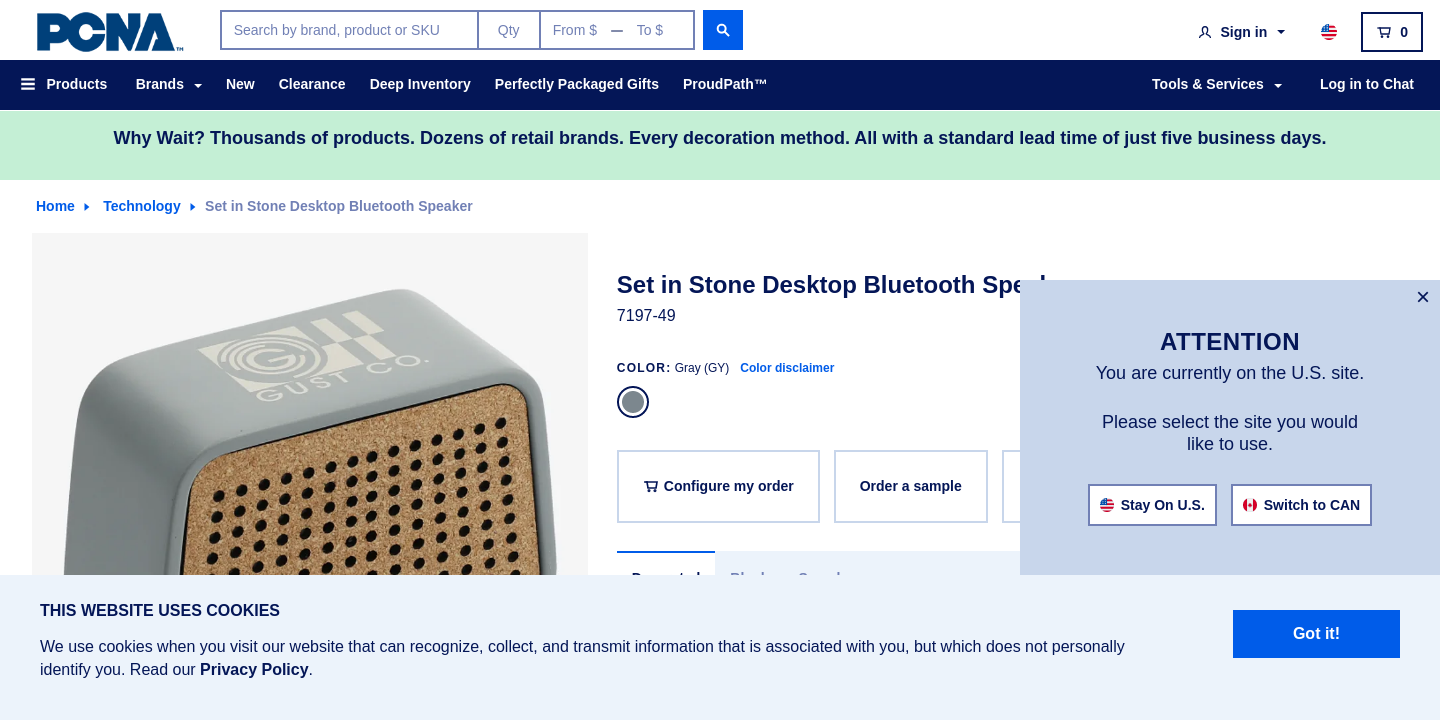 PCNA™
Search by brand, product or SKU
Qty
From $ — To $
Sign in
0
Products
Brands
New
Clearance
Deep Inventory
Perfectly Packaged Gifts
ProudPath™
Tools & Services
Log in to Chat
Why Wait? Thousands of products. Dozens of retail brands. Every decoration method. All with a standard lead time of just five business days.
Home
Technology
Set in Stone Desktop Bluetooth Speaker
GUST CO.
Set in Stone Desktop Bluetooth
7197-49
COLOR: Gray (GY) Color disclaimer
Configure my order
Order a sample
×
ATTENTION
You are currently on the U.S. site.
Please select the site you would
like to use.
Stay On U.S.
Switch to CAN
THIS WEBSITE USES COOKIES
We use cookies when you visit our website that can recognize, collect, and transmit information that is associated with you, but which does not personally
identify you. Read our Privacy Policy.
Got it!